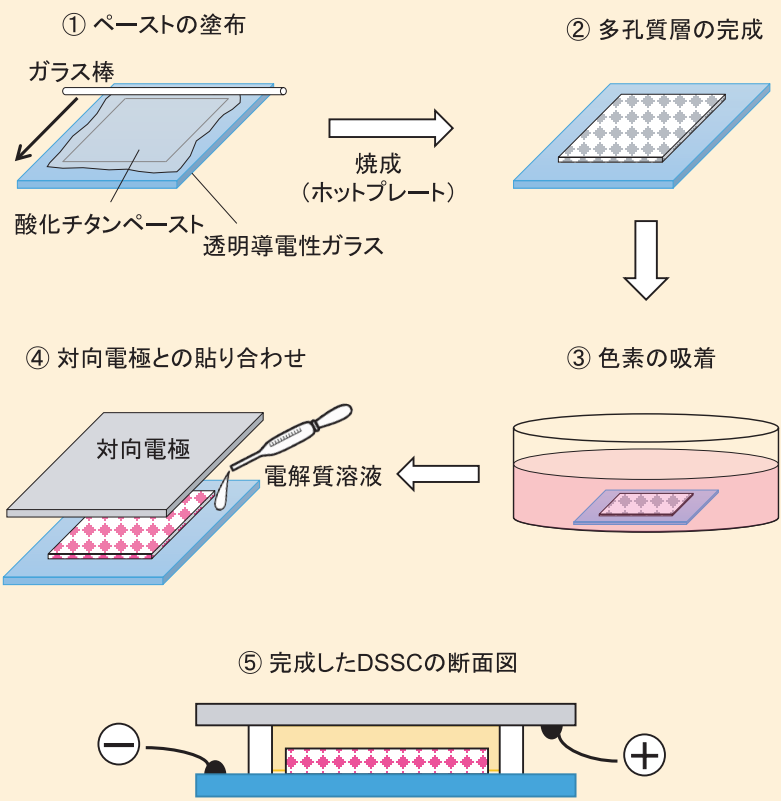 ① ペーストの塗布
ガラス棒
酸化チタンペースト
透明導電性ガラス
焼成
（ホットプレート）
② 多孔質層の完成
③ 色素の吸着
④ 対向電極との貼り合わせ
対向電極
電解質溶液
⑤ 完成したDSSCの断面図
−
+